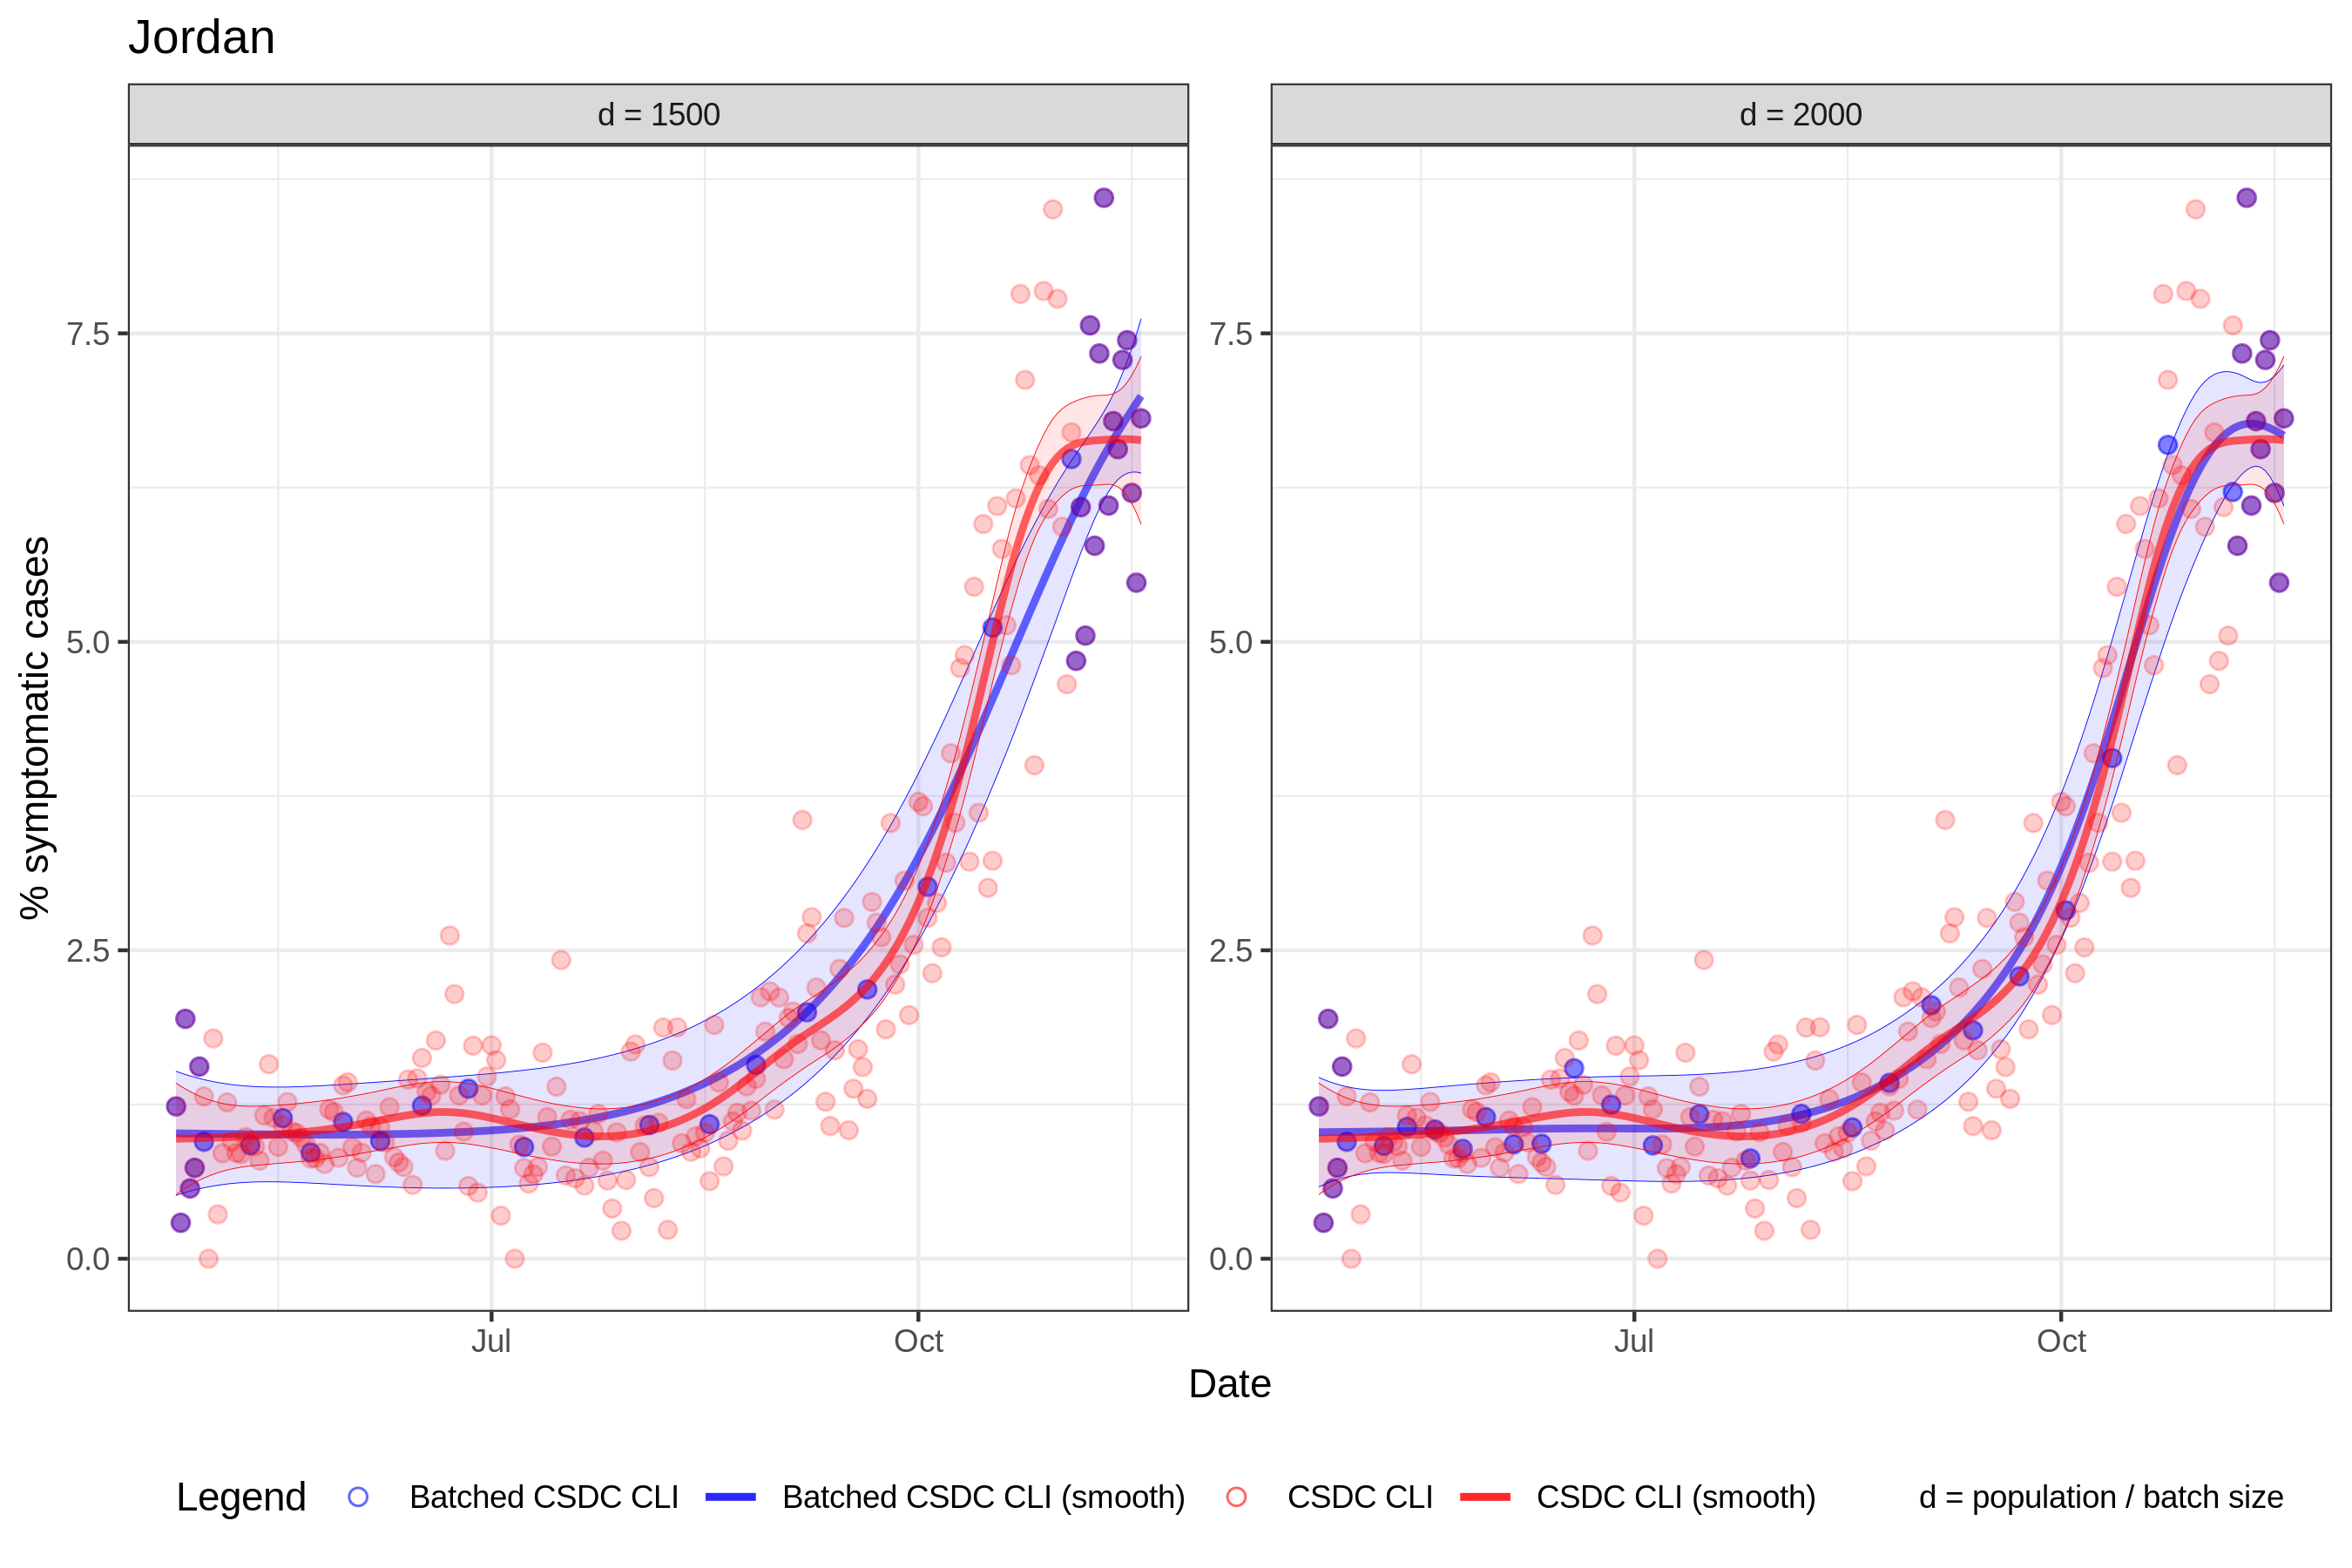 Jordan
d = 1500
d = 2000
% symptomatic cases
7.5
5.0
2.5
0.0
7.5
5.0
2.5
0.0
Jul
Oct
Jul
Oct
Date
Legend
Batched CSDC CLI
Batched CSDC CLI (smooth)
CSDC CLI
CSDC CLI (smooth)
d = population / batch size